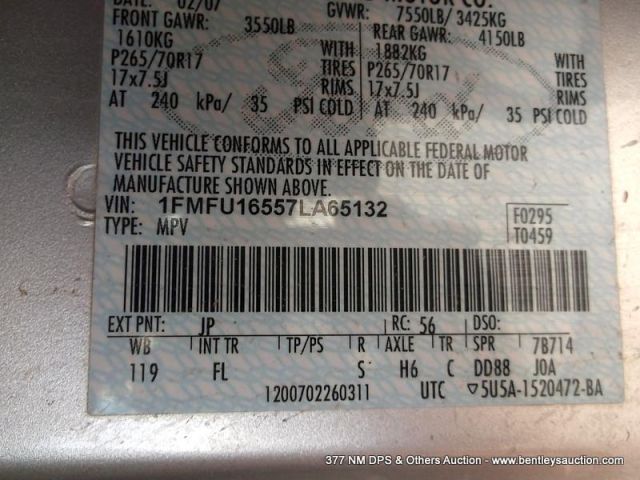 DATE: 02/07 MOTOR CO.
FRONT GAWR: 3550LB GVWR: 7550LB/ 3425KG
1610KG WITH REAR GAWR: 4150LB
P265/70R17 TIRES 1882KG WITH
17x7.5J RIMS P265/70R17 TIRES
AT 240 kPa/ 35 PSI COLD 17x7.5J RIMS
AT 240 kPa/ 35 PSI COLD
THIS VEHICLE CONFORMS TO ALL APPLICABLE FEDERAL MOTOR
VEHICLE SAFETY STANDARDS IN EFFECT ON THE DATE OF
MANUFACTURE SHOWN ABOVE.
VIN: 1FMFU16557LA65132
TYPE: MPV
F0295
T0459
EXT PNT: JP RC: 56 DSO:
WB INT TR TP/PS R AXLE TR SPR 7B714
119 FL S H6 C DD88 J0A
1200702260311 UTC ▽5U5A-1520472-BA
377 NM DPS & Others Auction - www.bentleysauction.com